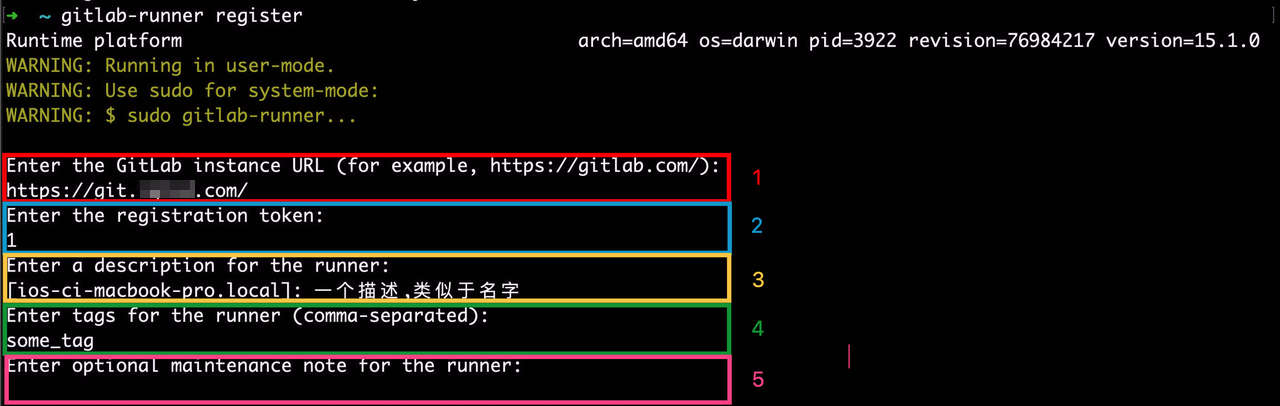 ➜ ~ gitlab-runner register
Runtime platform arch=amd64 os=darwin pid=3922 revision=76984217 version=15.1.0
WARNING: Running in user-mode.
WARNING: Use sudo for system-mode:
WARNING: $ sudo gitlab-runner...
Enter the GitLab instance URL (for example, https://gitlab.com/): 1
https://git. .com/
Enter the registration token: 2
1
Enter a description for the runner: 3
[ios-ci-macbook-pro.local]: 一个描述,类似于名字
Enter tags for the runner (comma-separated): 4
some_tag
Enter optional maintenance note for the runner: 5